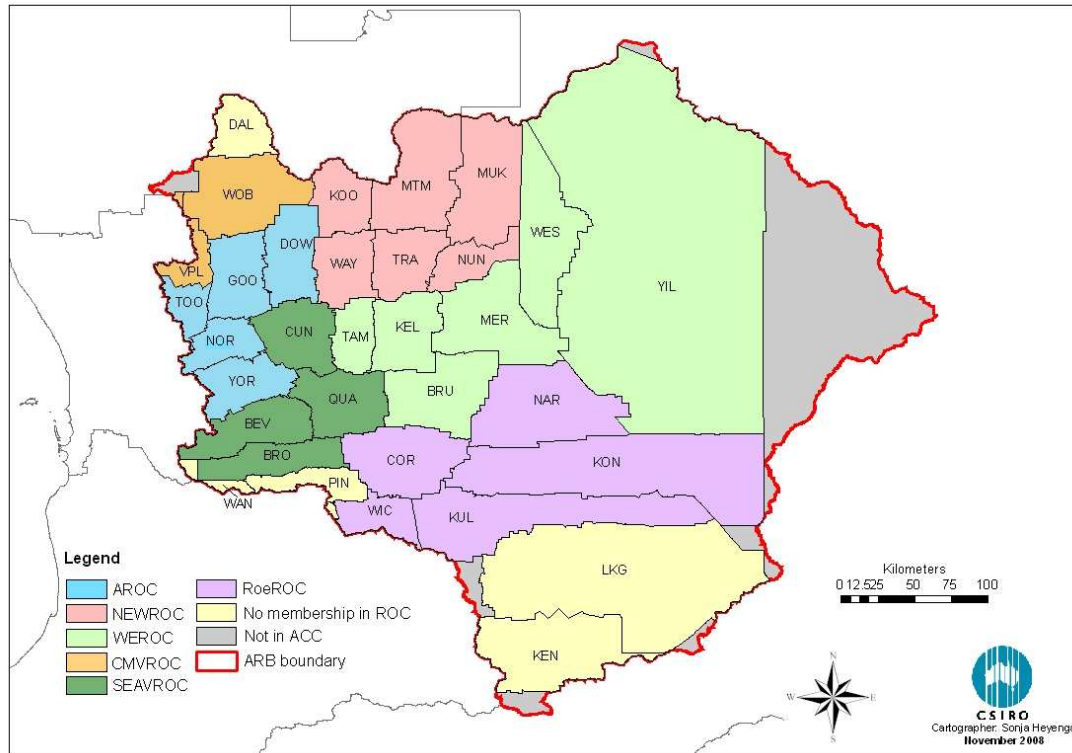 DAL
WOB
KOO
MTM
MUK
DOW
WES
VPL
GOO
WAY
TRA
NUN
YIL
TOO
NOR
CUN
TAM
KEL
MER
YOR
QUA
BRU
NAR
BEV
BRO
COR
KON
PIN
WAN
WIC
KUL
LKG
KEN
Legend
AROC
NEWROC
WEROC
CMVROC
SEAVROC
RoeROC
No membership in ROC
Not in ACC
ARB boundary
Kilometers
0 12.525 50 75 100
N
W E
S
CSIRO
Cartographer: Sonja Heyenga
November 2008